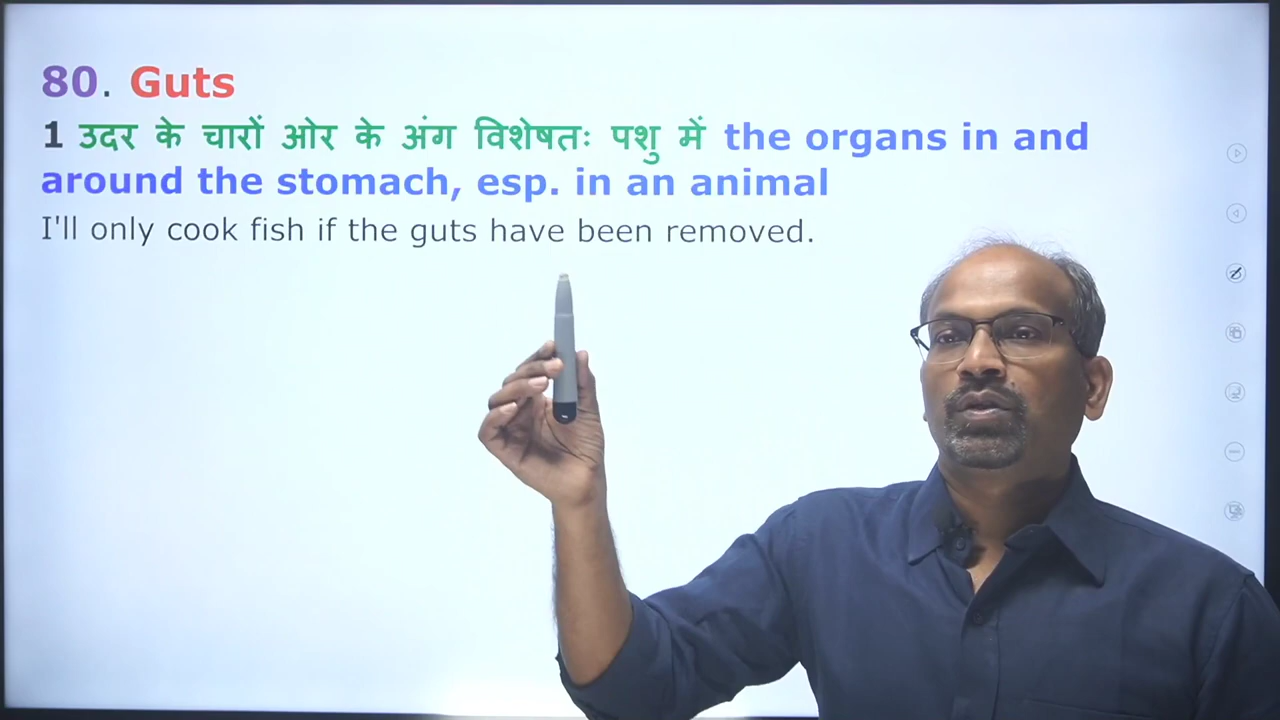 80. Guts
1 उदर के चारों ओर के अंग विशेषतः पशु में the organs in and
around the stomach, esp. in an animal
I'll only cook fish if the guts have been removed.